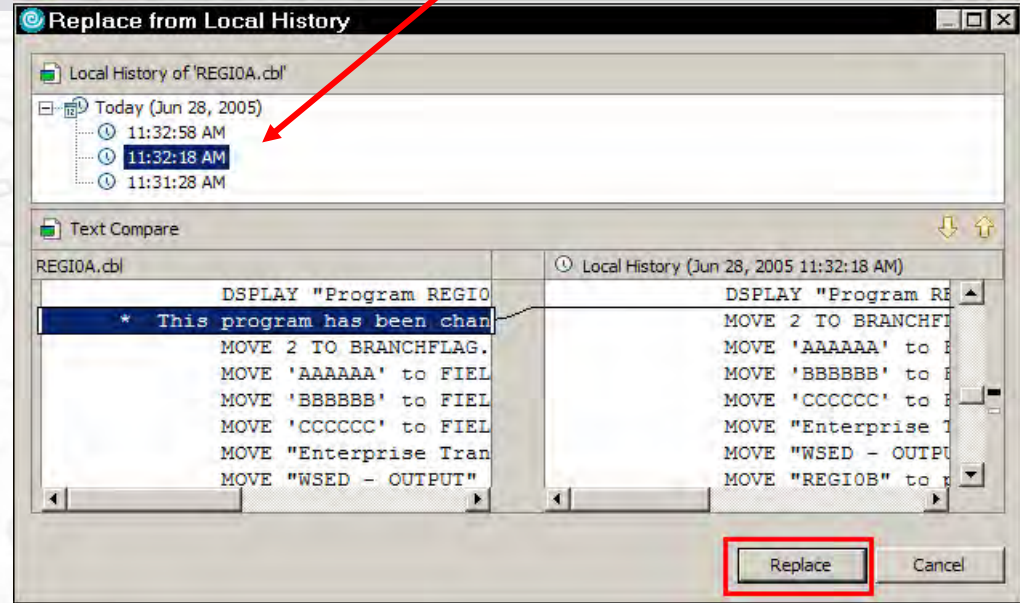 Replace from Local History
Local History of 'REGI0A.cbl'
12 Today (Jun 28, 2005)
11:32:58 AM
11:32:18 AM
11:31:28 AM
Text Compare
REGI0A.cbl
Local History (Jun 28, 2005 11:32:18 AM)
DSPLAY "Program REGI0
* This program has been chan
MOVE 2 TO BRANCHFLAG.
MOVE 'AAAAAA' to FIEL
MOVE 'BBBBBB' to FIEL
MOVE 'CCCCCC' to FIEL
MOVE "Enterprise Tran
MOVE "WSED - OUTPUT"
DSPLAY "Program RE
MOVE 2 TO BRANCHF
MOVE 'AAAAAA' to
MOVE 'BBBBBB' to
MOVE 'CCCCCC' to
MOVE "Enterprise T
MOVE "WSED - OUTPU
MOVE "REGI0B" to
Replace
Cancel